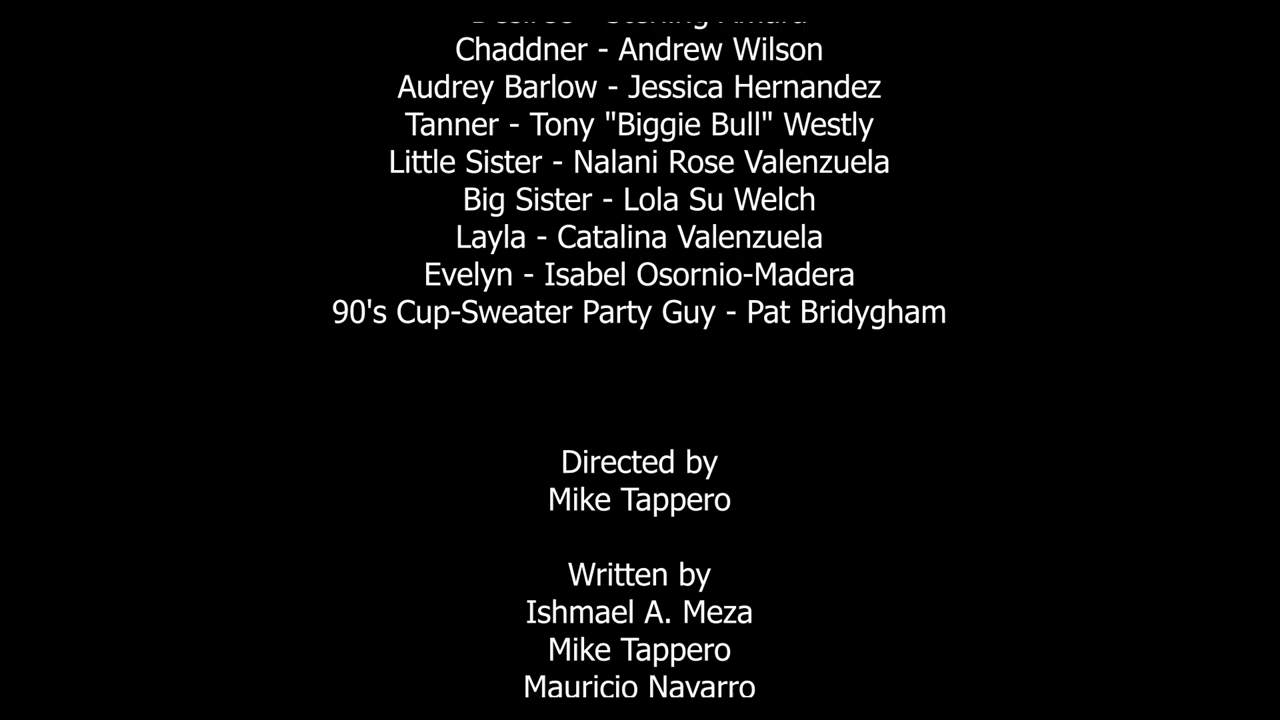 Chaddner - Andrew Wilson
Audrey Barlow - Jessica Hernandez
Tanner - Tony "Biggie Bull" Westly
Little Sister - Nalani Rose Valenzuela
Big Sister - Lola Su Welch
Layla - Catalina Valenzuela
Evelyn - Isabel Osornio-Madera
90's Cup-Sweater Party Guy - Pat Bridygham
Directed by
Mike Tappero
Written by
Ishmael A. Meza
Mike Tappero
Mauricio Navarro